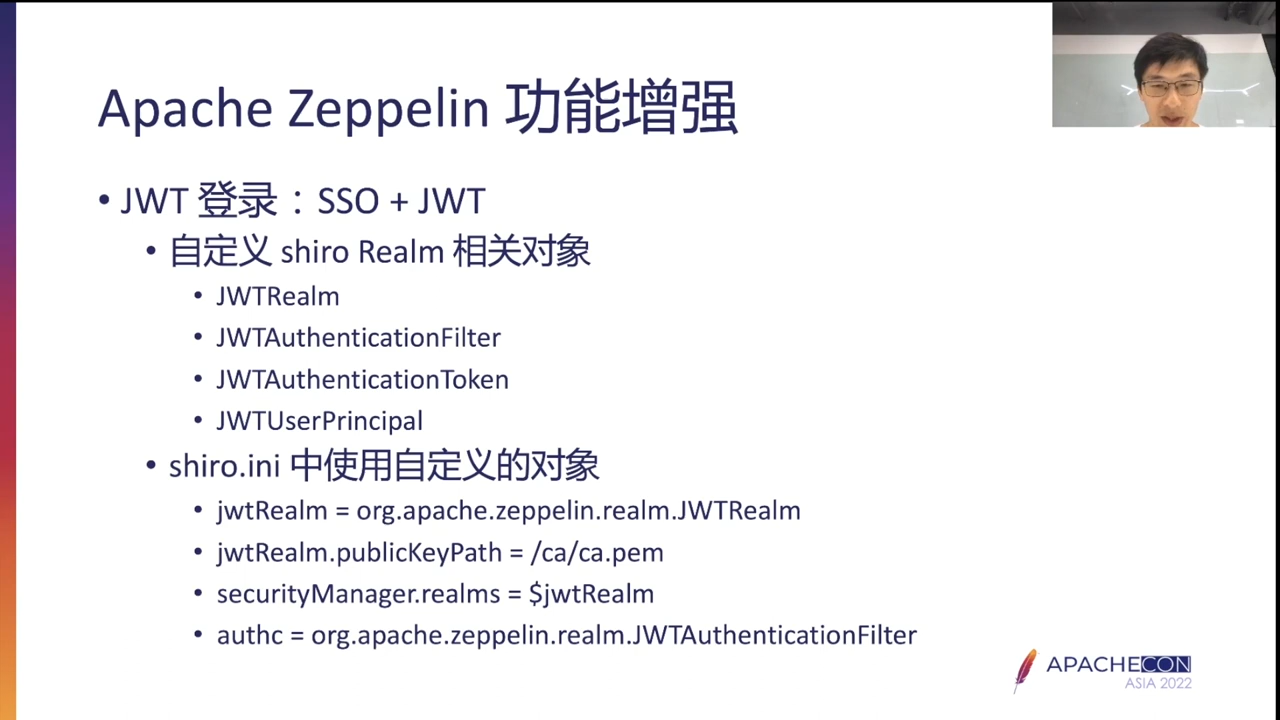 Apache Zeppelin 功能增强
• JWT 登录：SSO + JWT
• 自定义 shiro Realm 相关对象
• JWTRealm
• JWTAuthenticationFilter
• JWTAuthenticationToken
• JWTUserPrincipal
• shiro.ini 中使用自定义的对象
• jwtRealm = org.apache.zeppelin.realm.JWTRealm
• jwtRealm.publicKeyPath = /ca/ca.pem
• securityManager.realms = $jwtRealm
• authc = org.apache.zeppelin.realm.JWTAuthenticationFilter
APACHECON
ASIA 2022